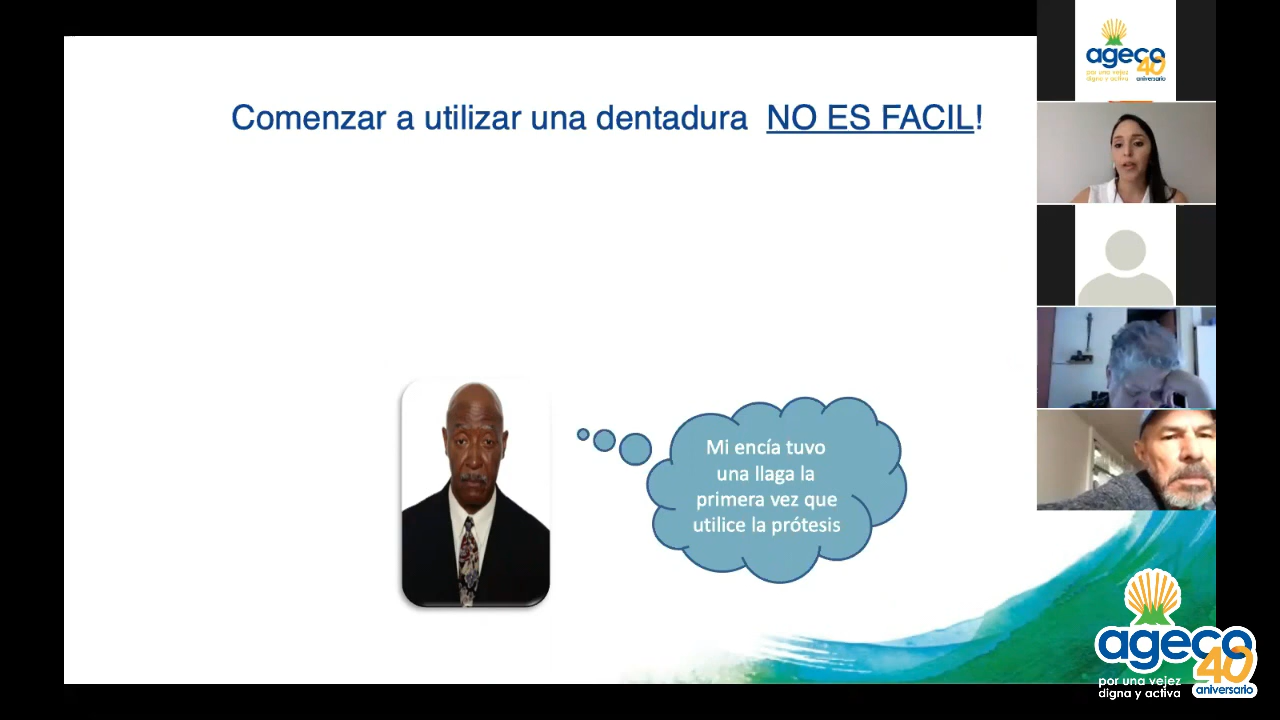 Comenzar a utilizar una dentadura NO ES FACIL!
Mi encía tuvo
una llaga la
primera vez que
utilice la prótesis
ageco
40
por una vejez
digna y activa
aniversario
ageco
40
por una vejez
digna y activa
aniversario